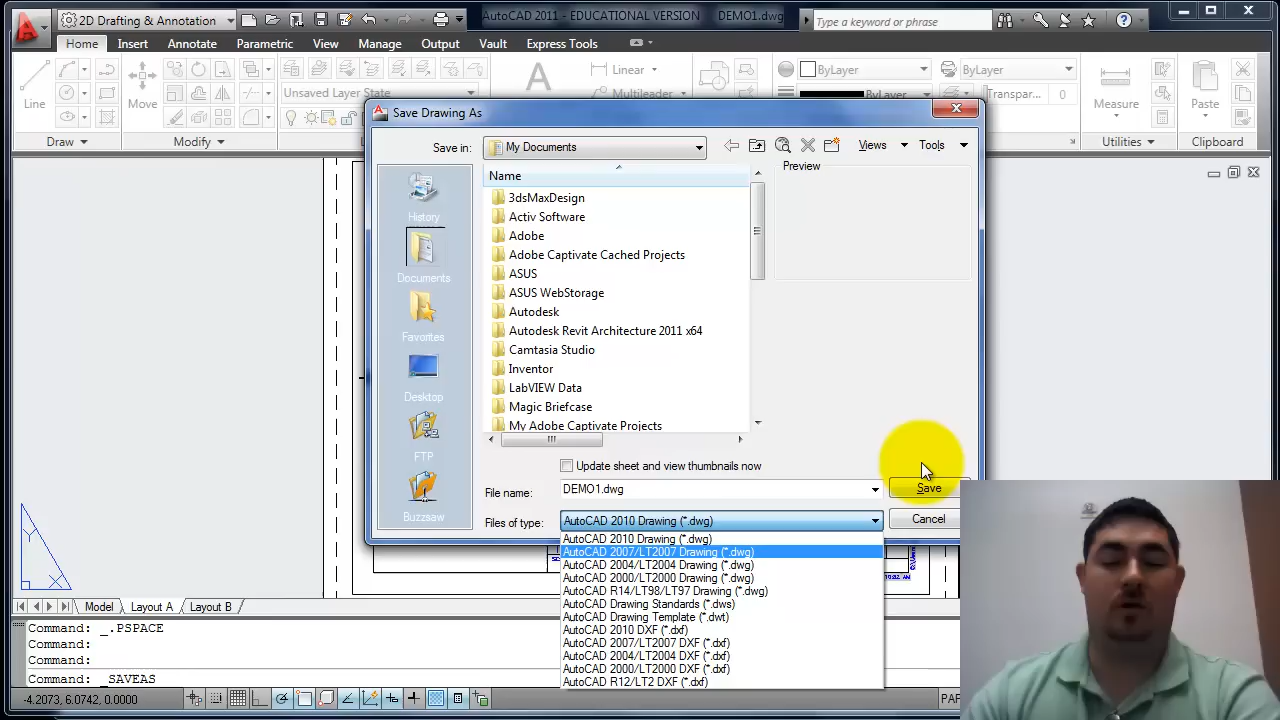 2D Drafting & Annotation
AutoCAD 2011 - EDUCATIONAL VERSION DEMO1.dwg
Type a keyword or phrase
Home Insert Annotate Parametric View Manage Output Vault Express Tools
Line
Move
Unsaved Layer State
Linear
Multileader
ByLayer
ByLayer
ByLayer
Transpar... 0
Measure
Paste
Draw Modify Utilities Clipboard
Save Drawing As
Save in: My Documents Views Tools
Name
Preview
3dsMaxDesign
Activ Software
Adobe
Adobe Captivate Cached Projects
ASUS
ASUS WebStorage
Autodesk
Autodesk Revit Architecture 2011 x64
Camtasia Studio
Inventor
LabVIEW Data
Magic Briefcase
My Adobe Captivate Projects
History
Documents
Favorites
Desktop
FTP
Buzzsaw
Update sheet and view thumbnails now
File name: DEMO1.dwg Save
Files of type: AutoCAD 2010 Drawing (*.dwg) Cancel
AutoCAD 2010 Drawing (*.dwg)
AutoCAD 2007/LT2007 Drawing (*.dwg)
AutoCAD 2004/LT2004 Drawing (*.dwg)
AutoCAD 2000/LT2000 Drawing (*.dwg)
AutoCAD R14/LT98/LT97 Drawing (*.dwg)
AutoCAD Drawing Standards (*.dws)
AutoCAD Drawing Template (*.dwt)
AutoCAD 2010 DXF (*.dxf)
AutoCAD 2007/LT2007 DXF (*.dxf)
AutoCAD 2004/LT2004 DXF (*.dxf)
AutoCAD 2000/LT2000 DXF (*.dxf)
AutoCAD R12/LT2 DXF (*.dxf)
Y
X
Model Layout A Layout B
Command: _.PSPACE
Command:
Command:
Command: _SAVEAS
-4.2073, 6.0742, 0.0000